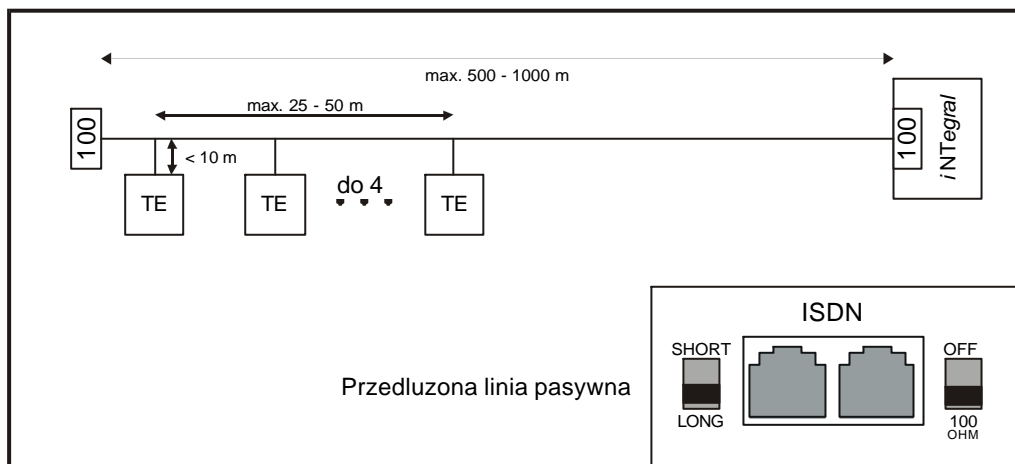 max. 500 - 1000 m
max. 25 - 50 m
100
< 10 m
TE
TE
do 4
TE
100
iNTegral
Przedluzona linia pasywna
ISDN
SHORT
LONG
OFF
100
OHM